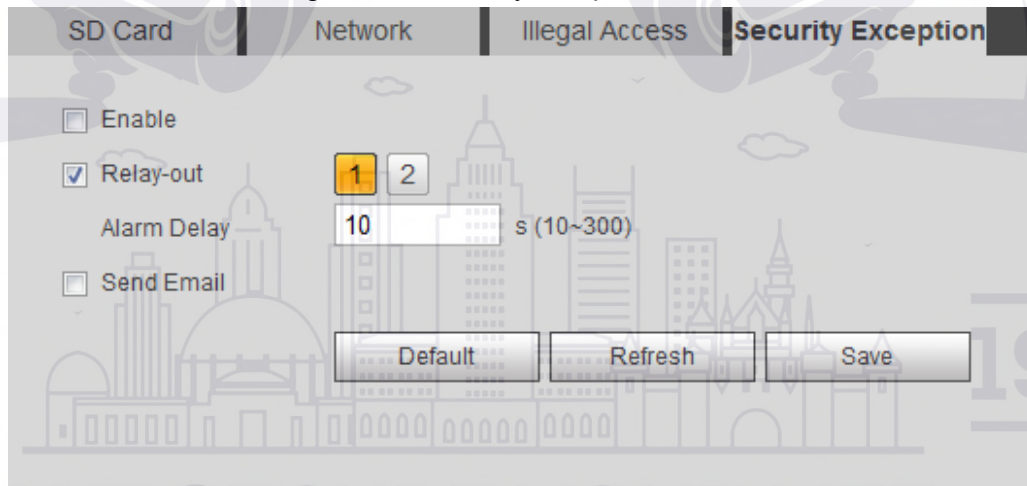 SD Card Network Illegal Access Security Exception
Enable
Relay-out 1 2
Alarm Delay 10 s (10~300)
Send Email
Default Refresh Save